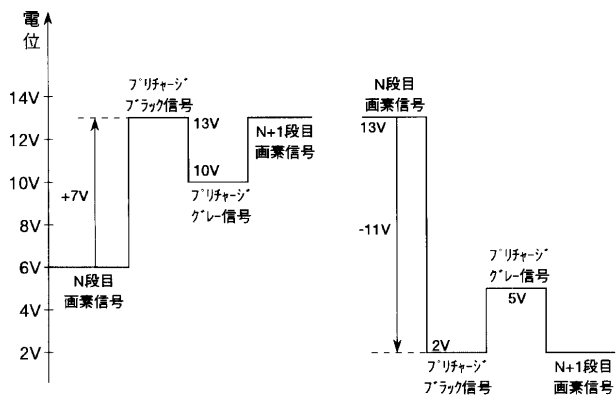 電
位
14V
12V
10V
8V
6V
4V
2V
+7V
N段目
画素信号
ﾌﾟﾘﾁｬｰｼﾞ
ﾌﾞﾗｯｸ信号
13V
10V
ﾌﾟﾘﾁｬｰｼﾞ
ｸﾞﾚｰ信号
N+1段目
画素信号
N段目
画素信号
13V
-11V
2V
ﾌﾟﾘﾁｬｰｼﾞ
ﾌﾞﾗｯｸ信号
ﾌﾟﾘﾁｬｰｼﾞ
ｸﾞﾚｰ信号
5V
N+1段目
画素信号